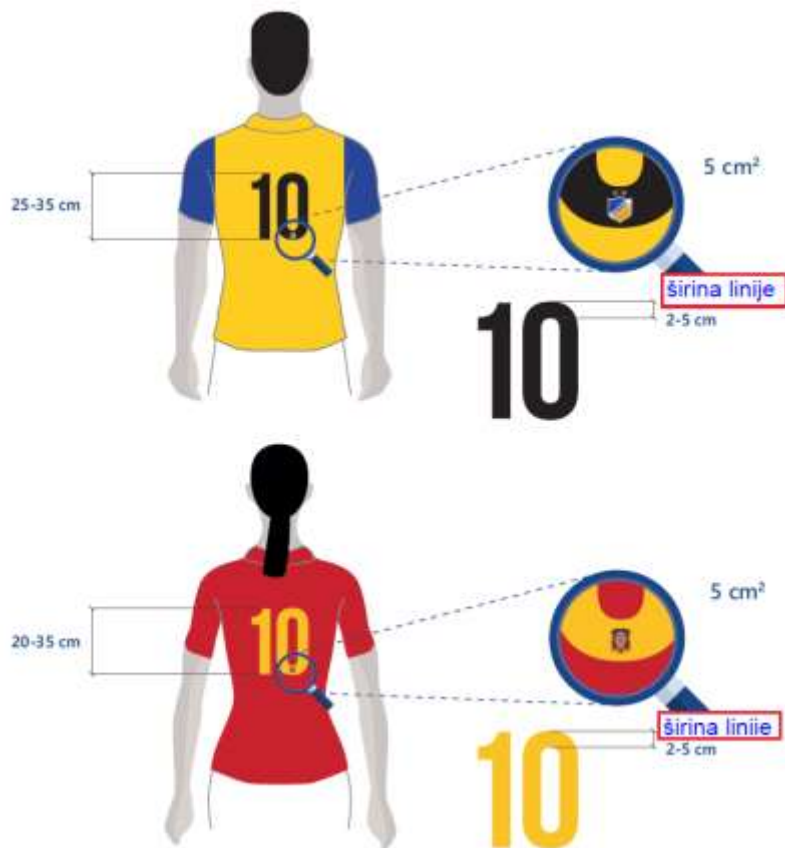 10
25-35 cm
5 cm²
širina linije
2-5 cm
10
10
20-35 cm
5 cm²
širina liniie
2-5 cm
10